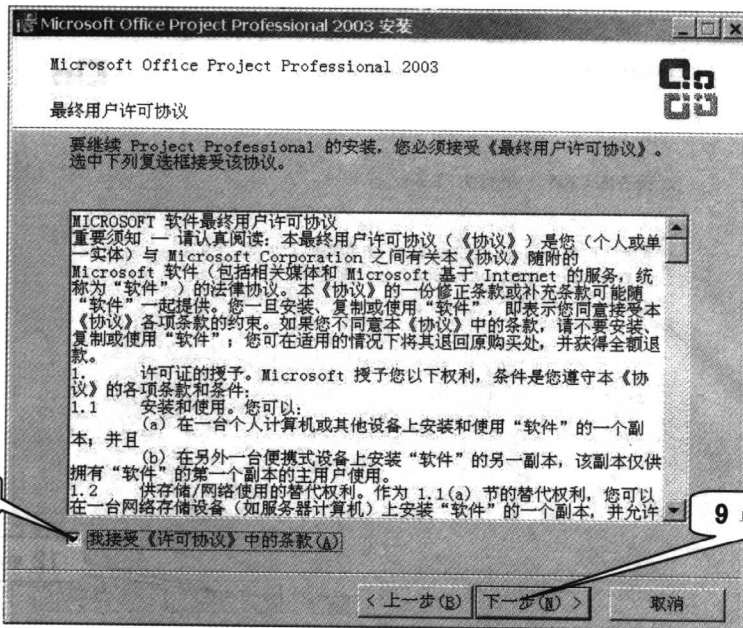 Microsoft Office Project Professional 2003 安装
Microsoft Office Project Professional 2003
最终用户许可协议
要继续 Project Professional 的安装，您必须接受《最终用户许可协议》。
选中下列复选框接受该协议。
MICROSOFT 软件最终用户许可协议
重要须知 — 请认真阅读：本最终用户许可协议（《协议》）是您（个人或单
一实体）与 Microsoft Corporation 之间有关本《协议》随附的
Microsoft 软件（包括相关媒体和 Microsoft 基于 Internet 的服务，统
称为“软件”）的法律协议。本《协议》的一份修正条款或补充条款可能随
“软件”一起提供。您一旦安装、复制或使用“软件”，即表示您同意接受本
《协议》各项条款的约束。如果您不同意本《协议》中的条款，请不要安装、
复制或使用“软件”；您可在适用的情况下将其退回原购买处，并获得全额退
款。
1. 许可证的授予。Microsoft 授予您以下权利，条件是您遵守本《协
议》的各项条款和条件：
1.1 安装和使用。您可以：
(a) 在一台个人计算机或其他设备上安装和使用“软件”的一个副
本；并且
(b) 在另外一台便携式设备上安装“软件”的另一副本，该副本仅供
拥有“软件”的第一个副本的主用户使用。
1.2 供存储/网络使用的替代权利。作为 1.1(a) 节的替代权利，您可以
在一台网络存储设备（如服务器计算机）上安装“软件”的一个副本，并允许
9
我接受《许可协议》中的条款(A)
< 上一步(B)
下一步(N) >
取消